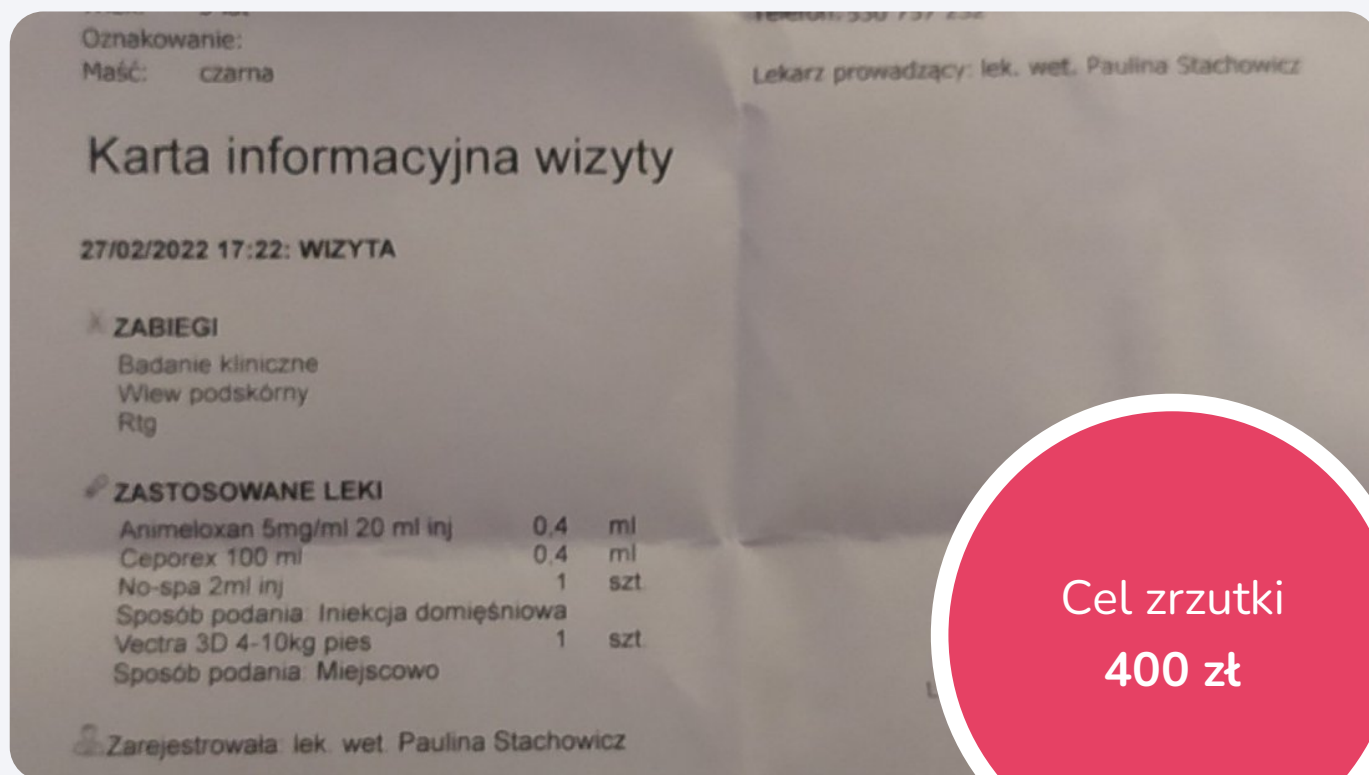 Oznakowanie:
Maść: czarna
Lekarz prowadzący: lek. wet. Paulina Stachowicz
Karta informacyjna wizyty
27/02/2022 17:22: WIZYTA
ZABIEGI
Badanie kliniczne
Wlew podskórny
Rtg
ZASTOSOWANE LEKI
Animeloxan 5mg/ml 20 ml inj 0,4 ml
Ceporex 100 ml 0,4 ml
No-spa 2ml inj 1 szt.
Sposób podania: Iniekcja domięśniowa
Vectra 3D 4-10kg pies 1 szt.
Sposób podania: Miejscowo
Zarejestrowała: lek. wet. Paulina Stachowicz
Cel zrzutki
400 zł